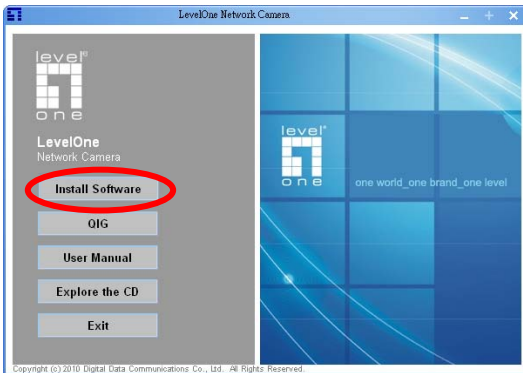 LevelOne Network Camera
level®
one
LevelOne
Network Camera
Install Software
QIG
User Manual
Explore the CD
Exit
level®
one
one world_one brand_one level
Copyright (c) 2010 Digital Data Communications Co., Ltd. All Rights Reserved.